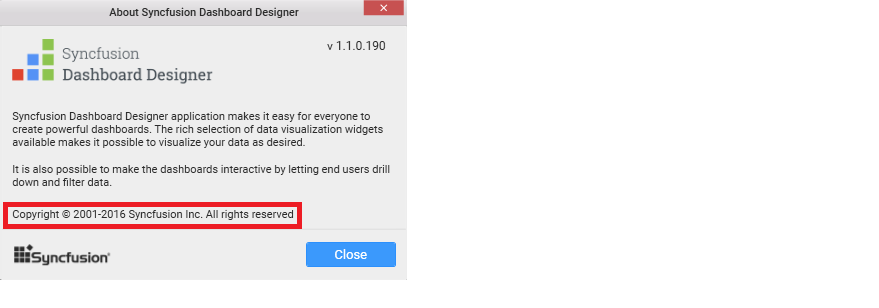 About Syncfusion Dashboard Designer
v 1.1.0.190
Syncfusion
Dashboard Designer
Syncfusion Dashboard Designer application makes it easy for everyone to
create powerful dashboards. The rich selection of data visualization widgets
available makes it possible to visualize your data as desired.
It is also possible to make the dashboards interactive by letting end users drill
down and filter data.
Copyright © 2001-2016 Syncfusion Inc. All rights reserved
Syncfusion
Close